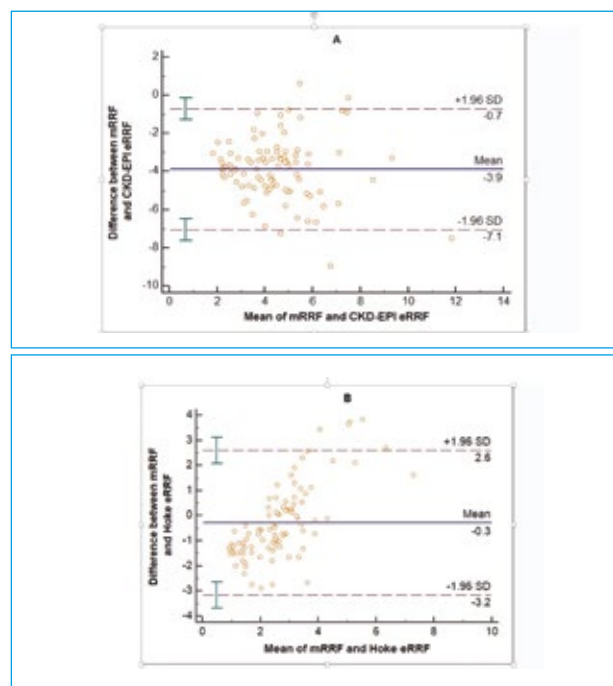 A
Difference between mRRF
and CKD-EPI eRRF
2
0
-2
-4
-6
-8
-10
+1.96 SD
-0.7
Mean
-3.9
-1.96 SD
-7.1
0 2 4 6 8 10 12 14
Mean of mRRF and CKD-EPI eRRF
B
Difference between mRRF
and Hoke eRRF
4
3
2
1
0
-1
-2
-3
-4
+1.96 SD
2.6
Mean
-0.3
-1.96 SD
-3.2
0 2 4 6 8 10
Mean of mRRF and Hoke eRRF